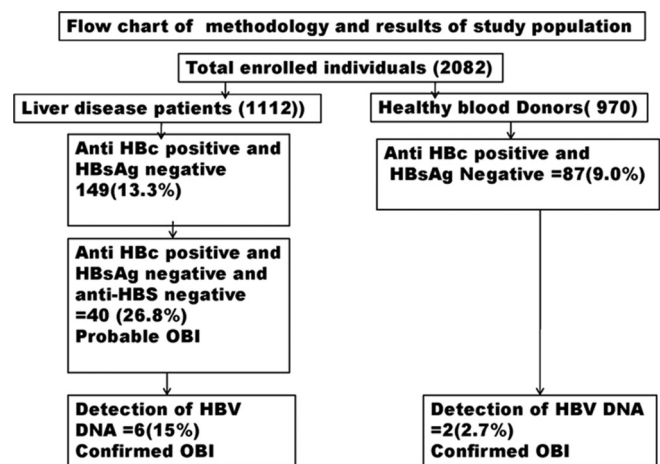 Flow chart of methodology and results of study population
Total enrolled individuals (2082)
Liver disease patients (1112))
Healthy blood Donors( 970)
Anti HBc positive and
HBsAg negative
149(13.3%)
Anti HBc positive and
HBsAg Negative =87(9.0%)
Anti HBc positive and
HBsAg negative and
anti-HBS negative
=40 (26.8%)
Probable OBI
Detection of HBV
DNA =6(15%)
Confirmed OBI
Detection of HBV DNA
=2(2.7%)
Confirmed OBI